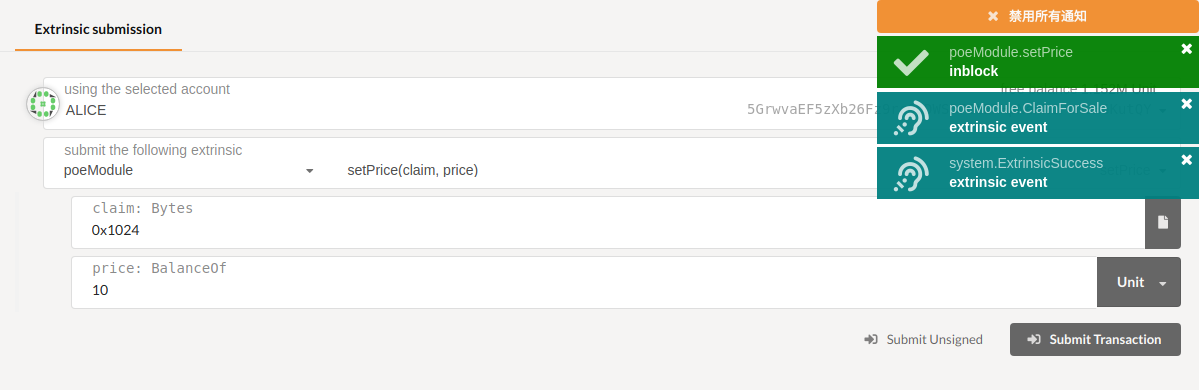 Extrinsic submission
禁用所有通知
poeModule.setPrice
inblock
poeModule.ClaimForSale
extrinsic event
system.ExtrinsicSuccess
extrinsic event
using the selected account
ALICE
free balance
submit the following extrinsic
poeModule
setPrice(claim, price)
claim: Bytes
0x1024
price: BalanceOf
10
Unit
Submit Unsigned
Submit Transaction